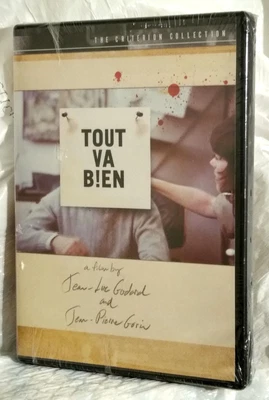 THE CRITERION COLLECTION
TOUT
VA
B!EN
a film by
Jean-Luc Godard
and
Jean-Pierre Gorin